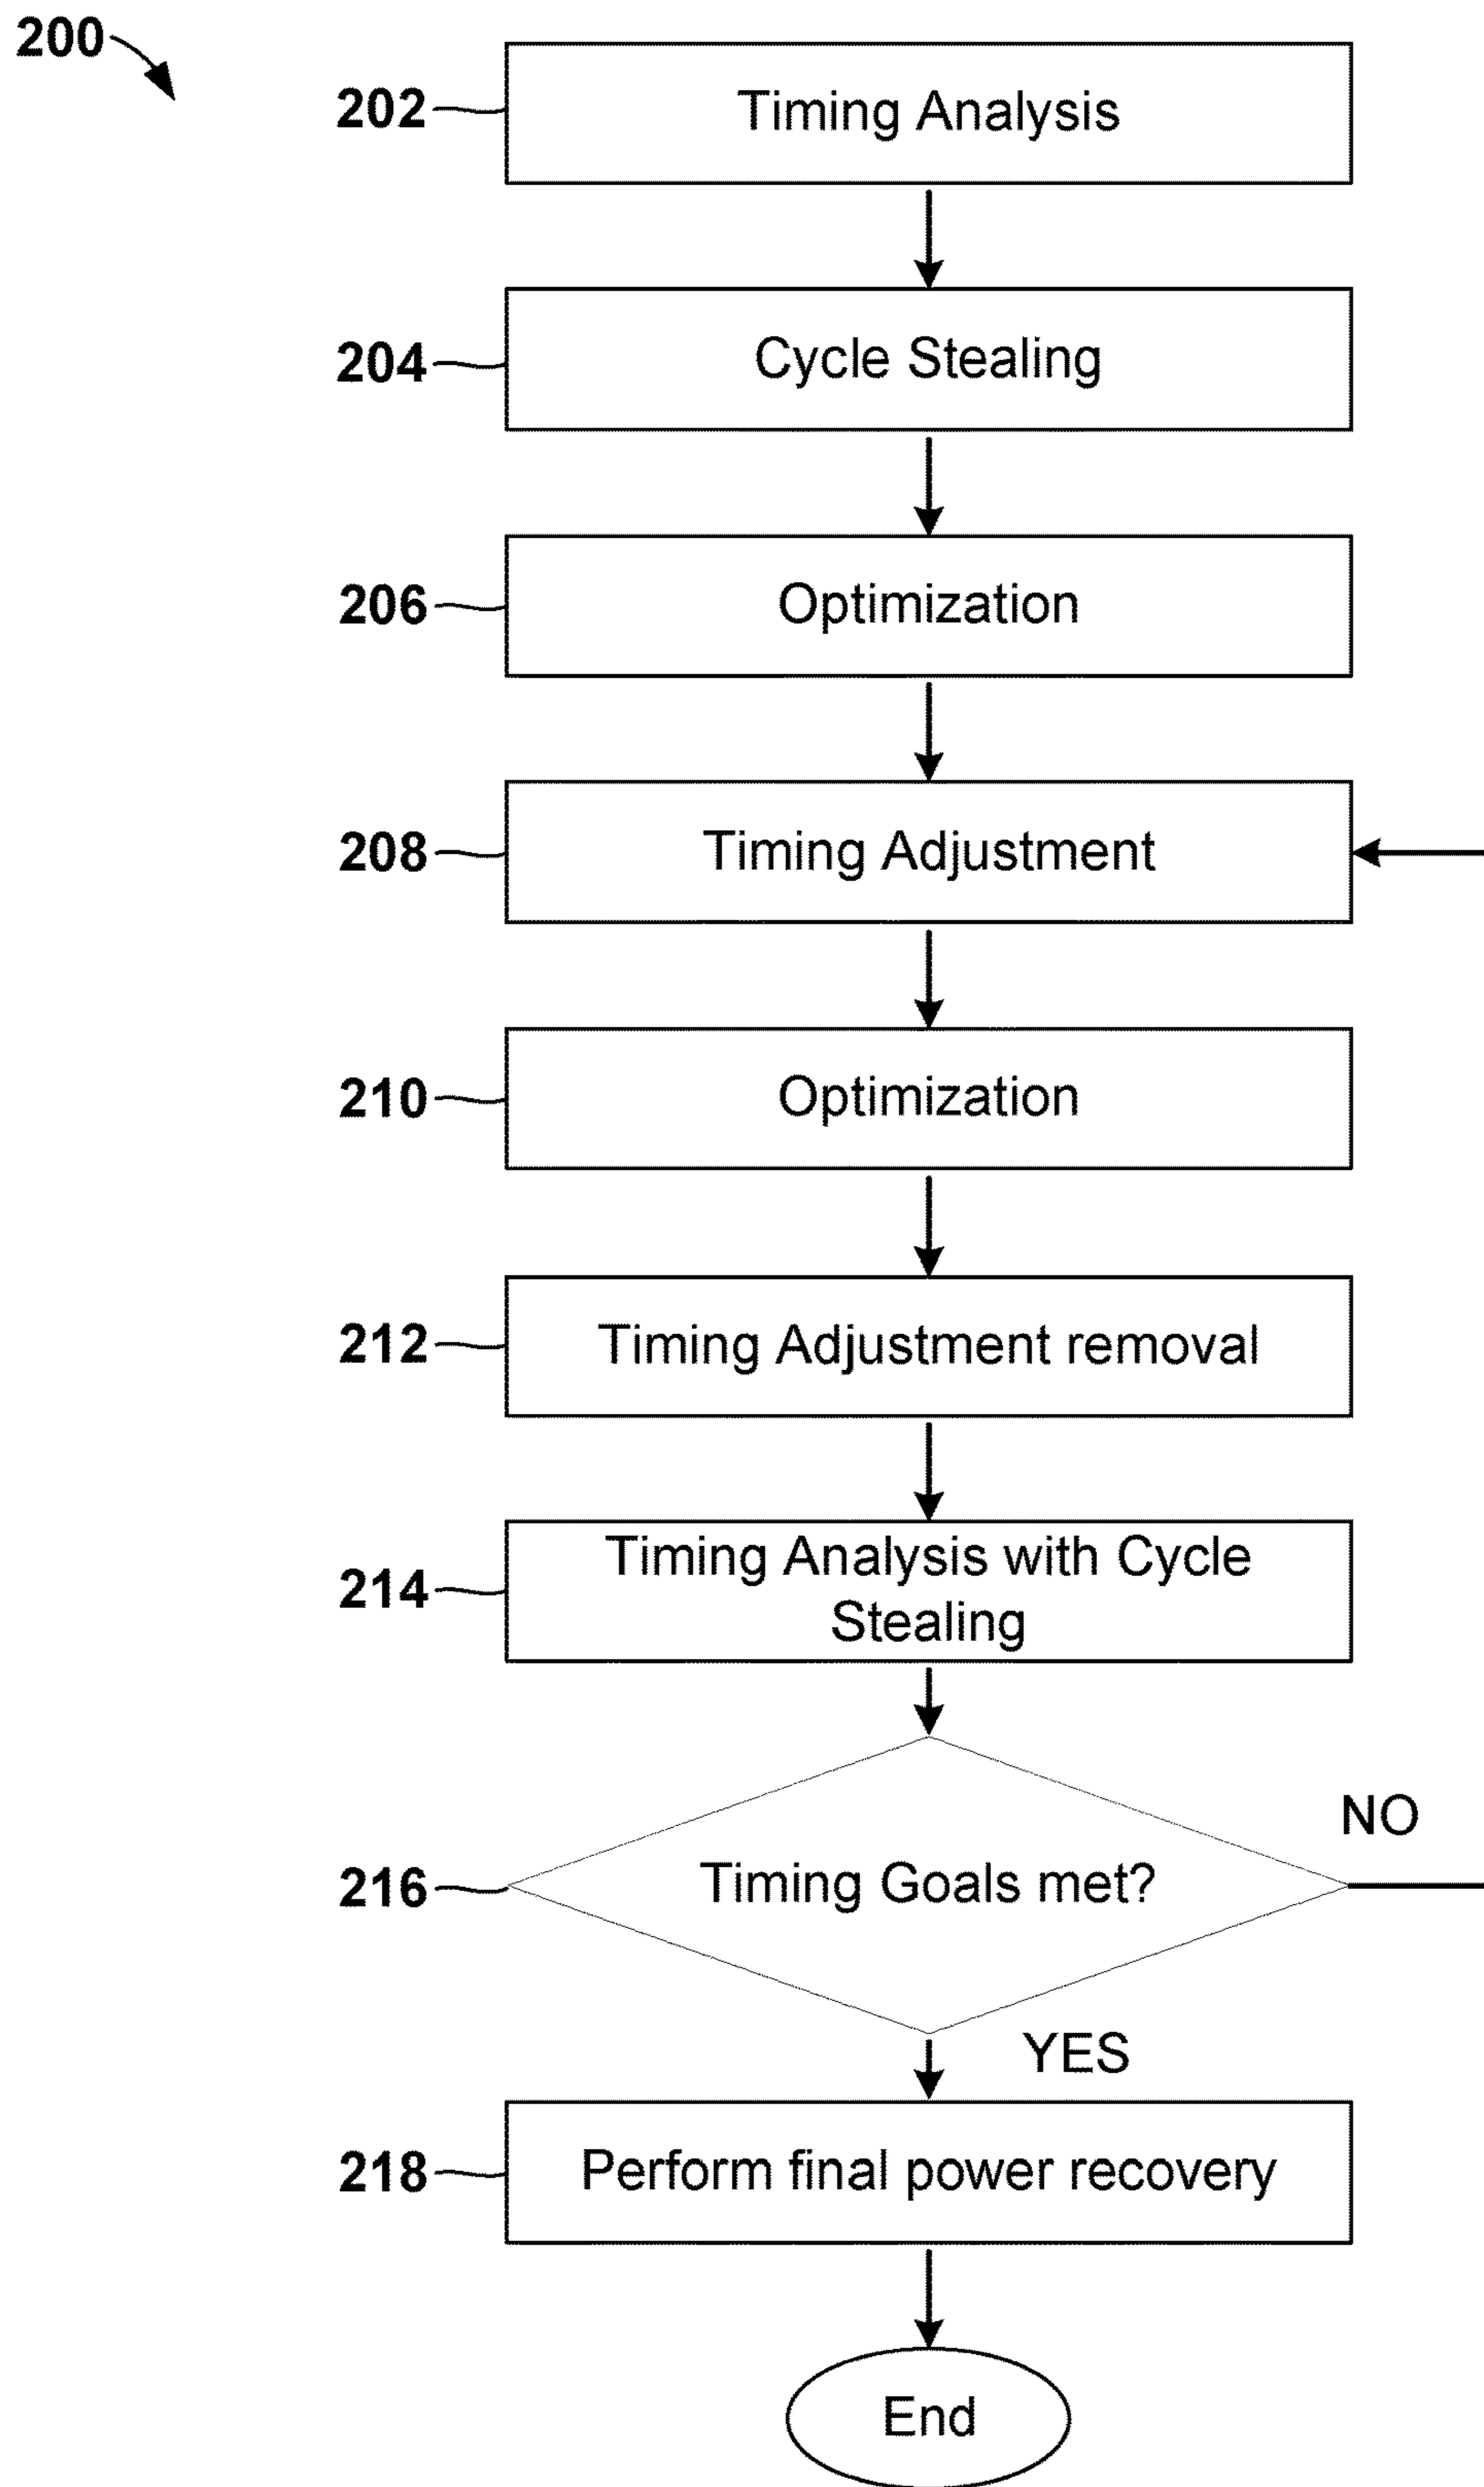 200
202
Timing Analysis
204
Cycle Stealing
206
Optimization
208
Timing Adjustment
210
Optimization
212
Timing Adjustment removal
214
Timing Analysis with Cycle
Stealing
216
Timing Goals met?
NO
YES
218
Perform final power recovery
End